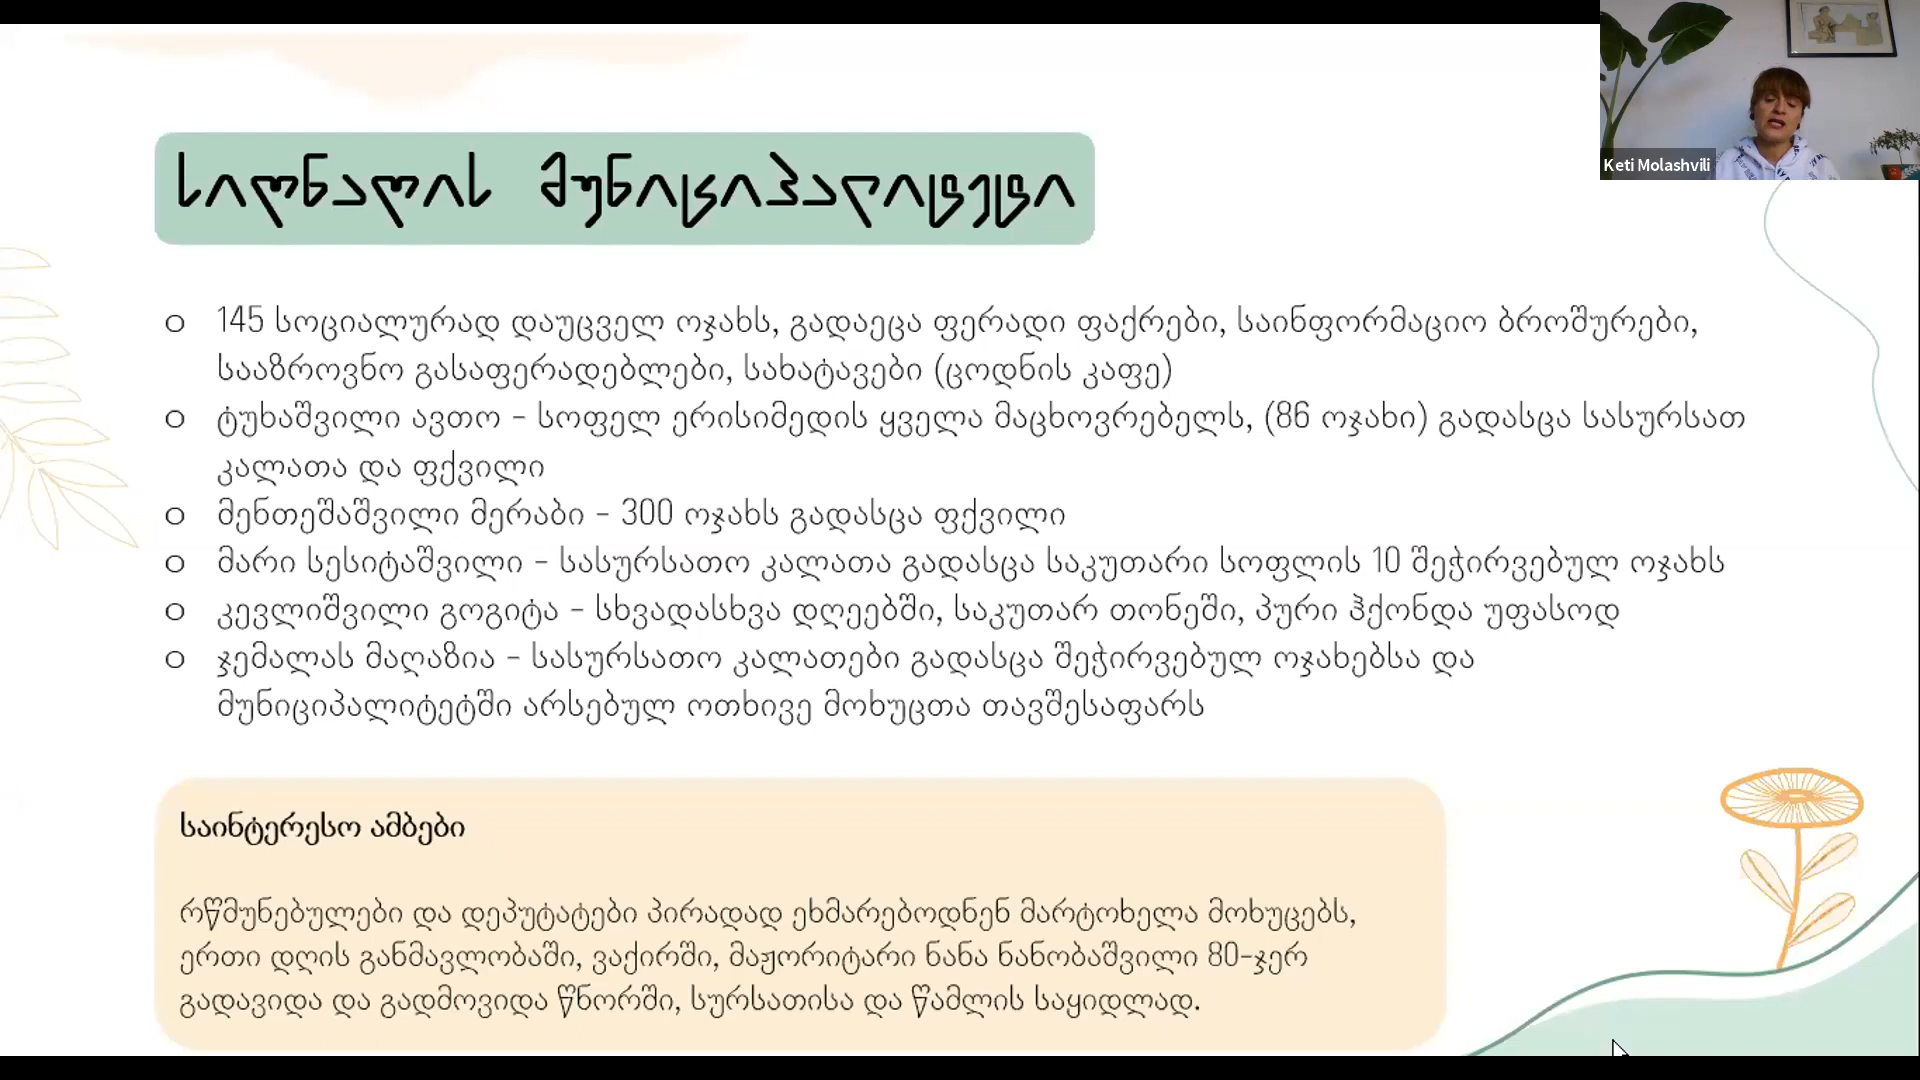 Keti Molashvili
სიღნაღის მუნიციპალიტეტი
o 145 სოციალურად დაუცველ ოჯახს, გადაეცა ფერადი ფაქრები, საინფორმაციო ბროშურები,
სააზროვნო გასაფერადებლები, სახატავები (ცოდნის კაფე)
o ტუხაშვილი ავთო - სოფელ ერისიმედის ყველა მაცხოვრებელს, (86 ოჯახი) გადასცა სასურსათ
კალათა და ფქვილი
o მენთეშაშვილი მერაბი - 300 ოჯახს გადასცა ფქვილი
o მარი სესიტაშვილი - სასურსათო კალათა გადასცა საკუთარი სოფლის 10 შეჭირვებულ ოჯახს
o კევლიშვილი გოგიტა - სხვადასხვა დღეებში, საკუთარ თონეში, პური ჰქონდა უფასოდ
o ჯემალას მაღაზია - სასურსათო კალათები გადასცა შეჭირვებულ ოჯახებსა და
მუნიციპალიტეტში არსებულ ოთხივე მოხუცთა თავშესაფარს
საინტერესო ამბები
რწმუნებულები და დეპუტატები პირადად ეხმარებოდნენ მარტოხელა მოხუცებს,
ერთი დღის განმავლობაში, ვაქირში, მაჟორიტარი ნანა ნანობაშვილი 80-ჯერ
გადავიდა და გადმოვიდა წნორში, სურსათისა და წამლის საყიდლად.